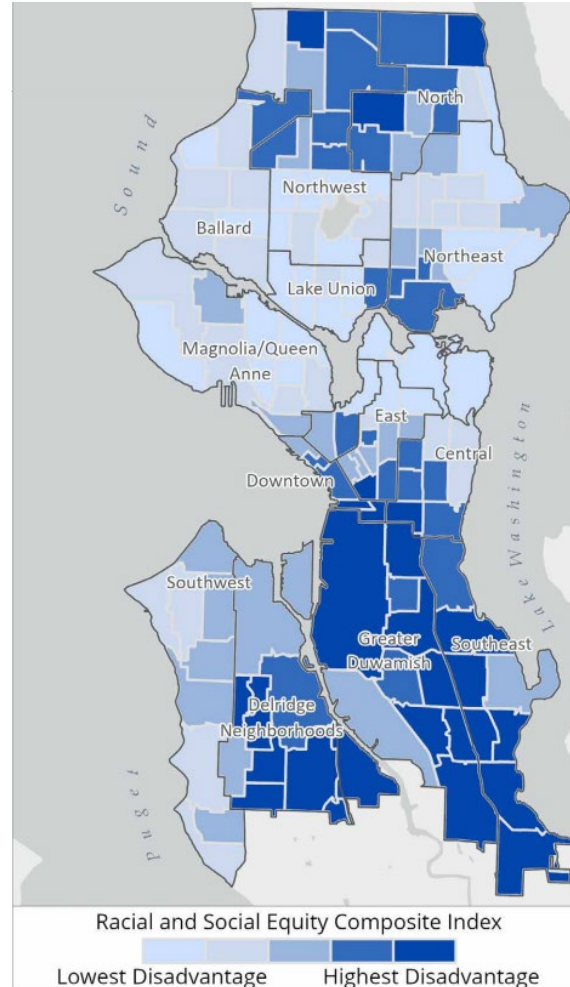 North
Sound
Northwest
Ballard
Northeast
Lake Union
Magnolia/Queen
Anne
East
Central
Downtown
Lake Washington
Southwest
Greater
Duwamish
Southeast
Delridge
Neighborhoods
Puget
Racial and Social Equity Composite Index
Lowest Disadvantage Highest Disadvantage